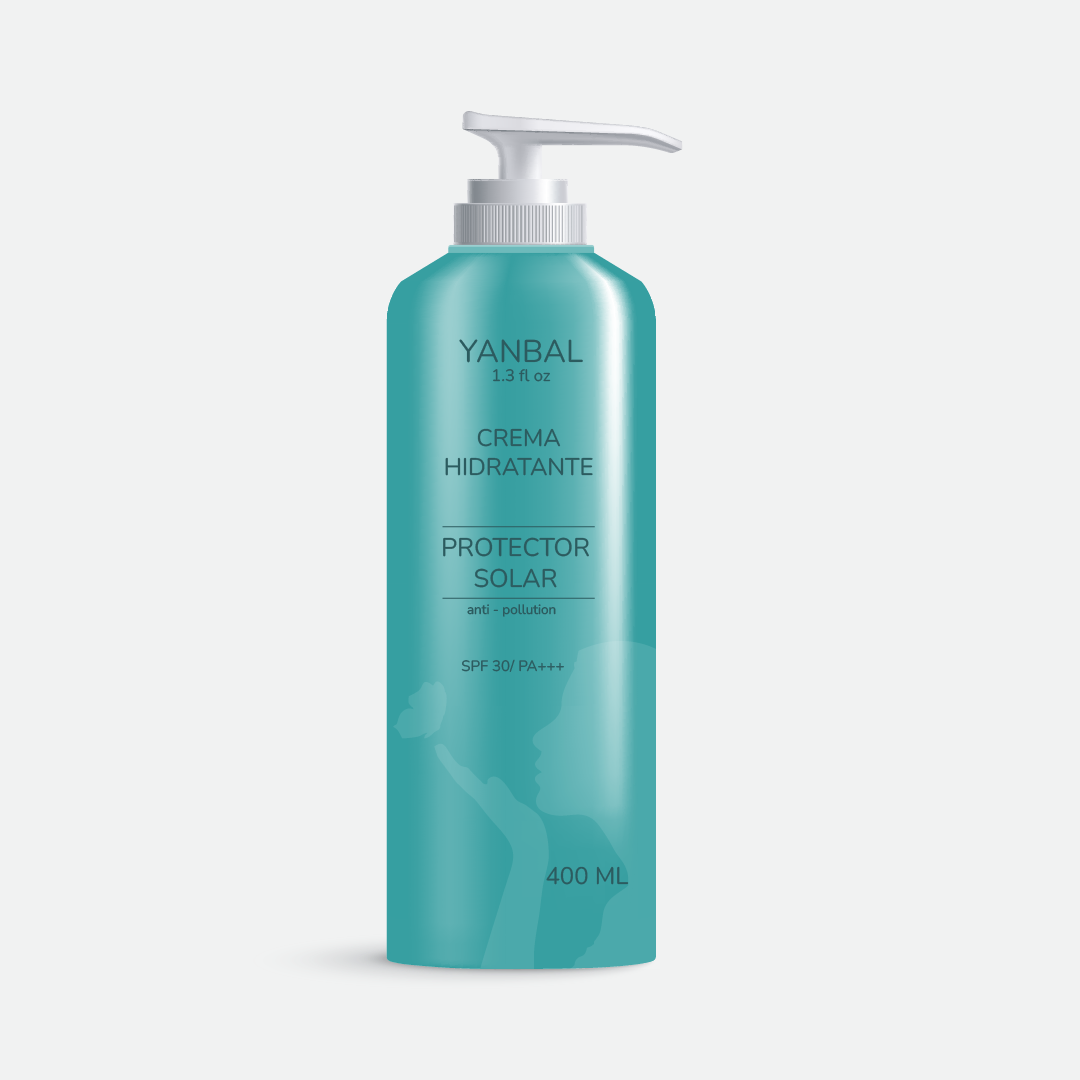 YANBAL
1.3 fl oz
CREMA
HIDRATANTE
PROTECTOR
SOLAR
anti - pollution
SPF 30/ PA+++
400 ML